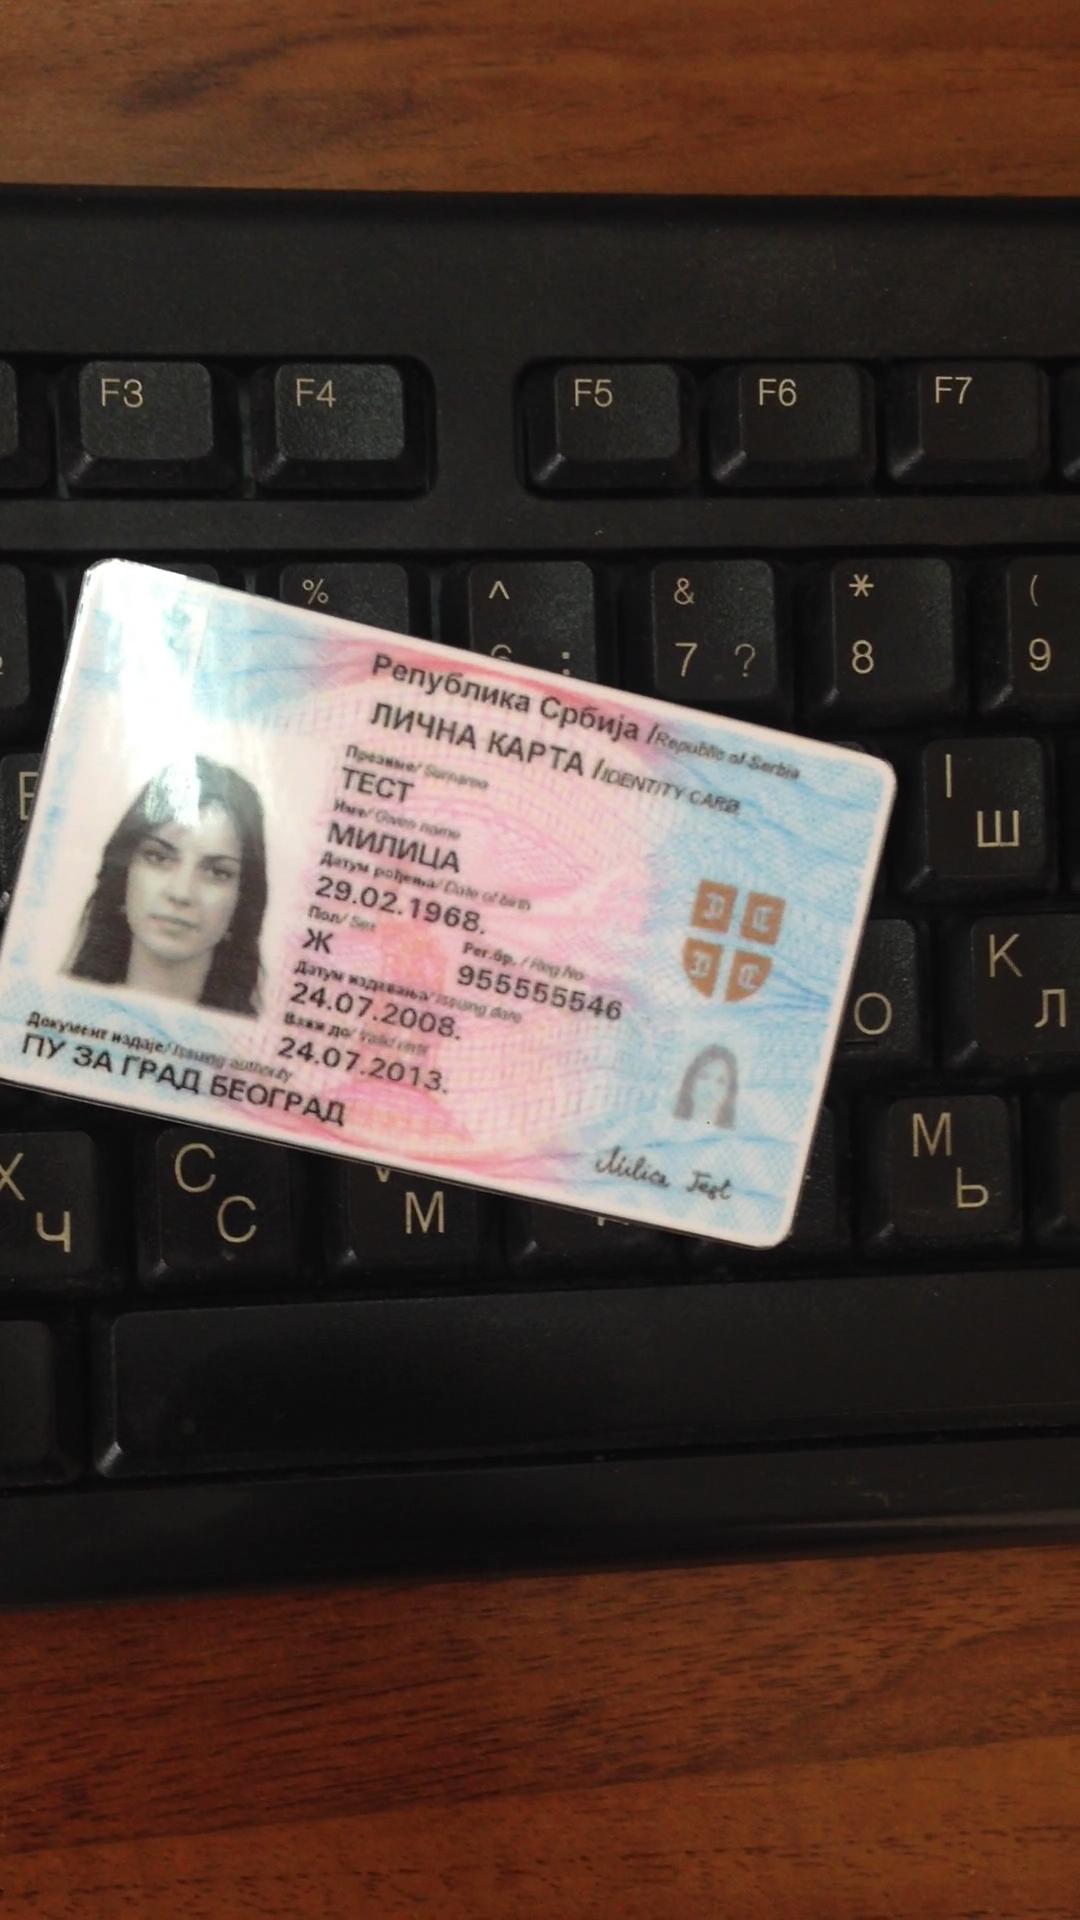 F3 F4 F5 F6 F7
% ^ & * (
: 7 ? 8 9
Република Србија / Republic of Serbia
ЛИЧНА КАРТА / IDENTITY CARD
Презиме/ Surname
ТЕСТ
Име/ Given name
МИЛИЦА
Датум рођења/ Date of birth
29.02.1968.
Пол/ Sex
Ж
Рег.бр. / Reg No
955555546
Датум издавања/ Issuing date
24.07.2008.
Важи до/ Valid until
24.07.2013.
Документ издаје/ Issuing authority
ПУ ЗА ГРАД БЕОГРАД
Milica Test
I Ш
K Л
О
X Ч
C С
М
M Ь